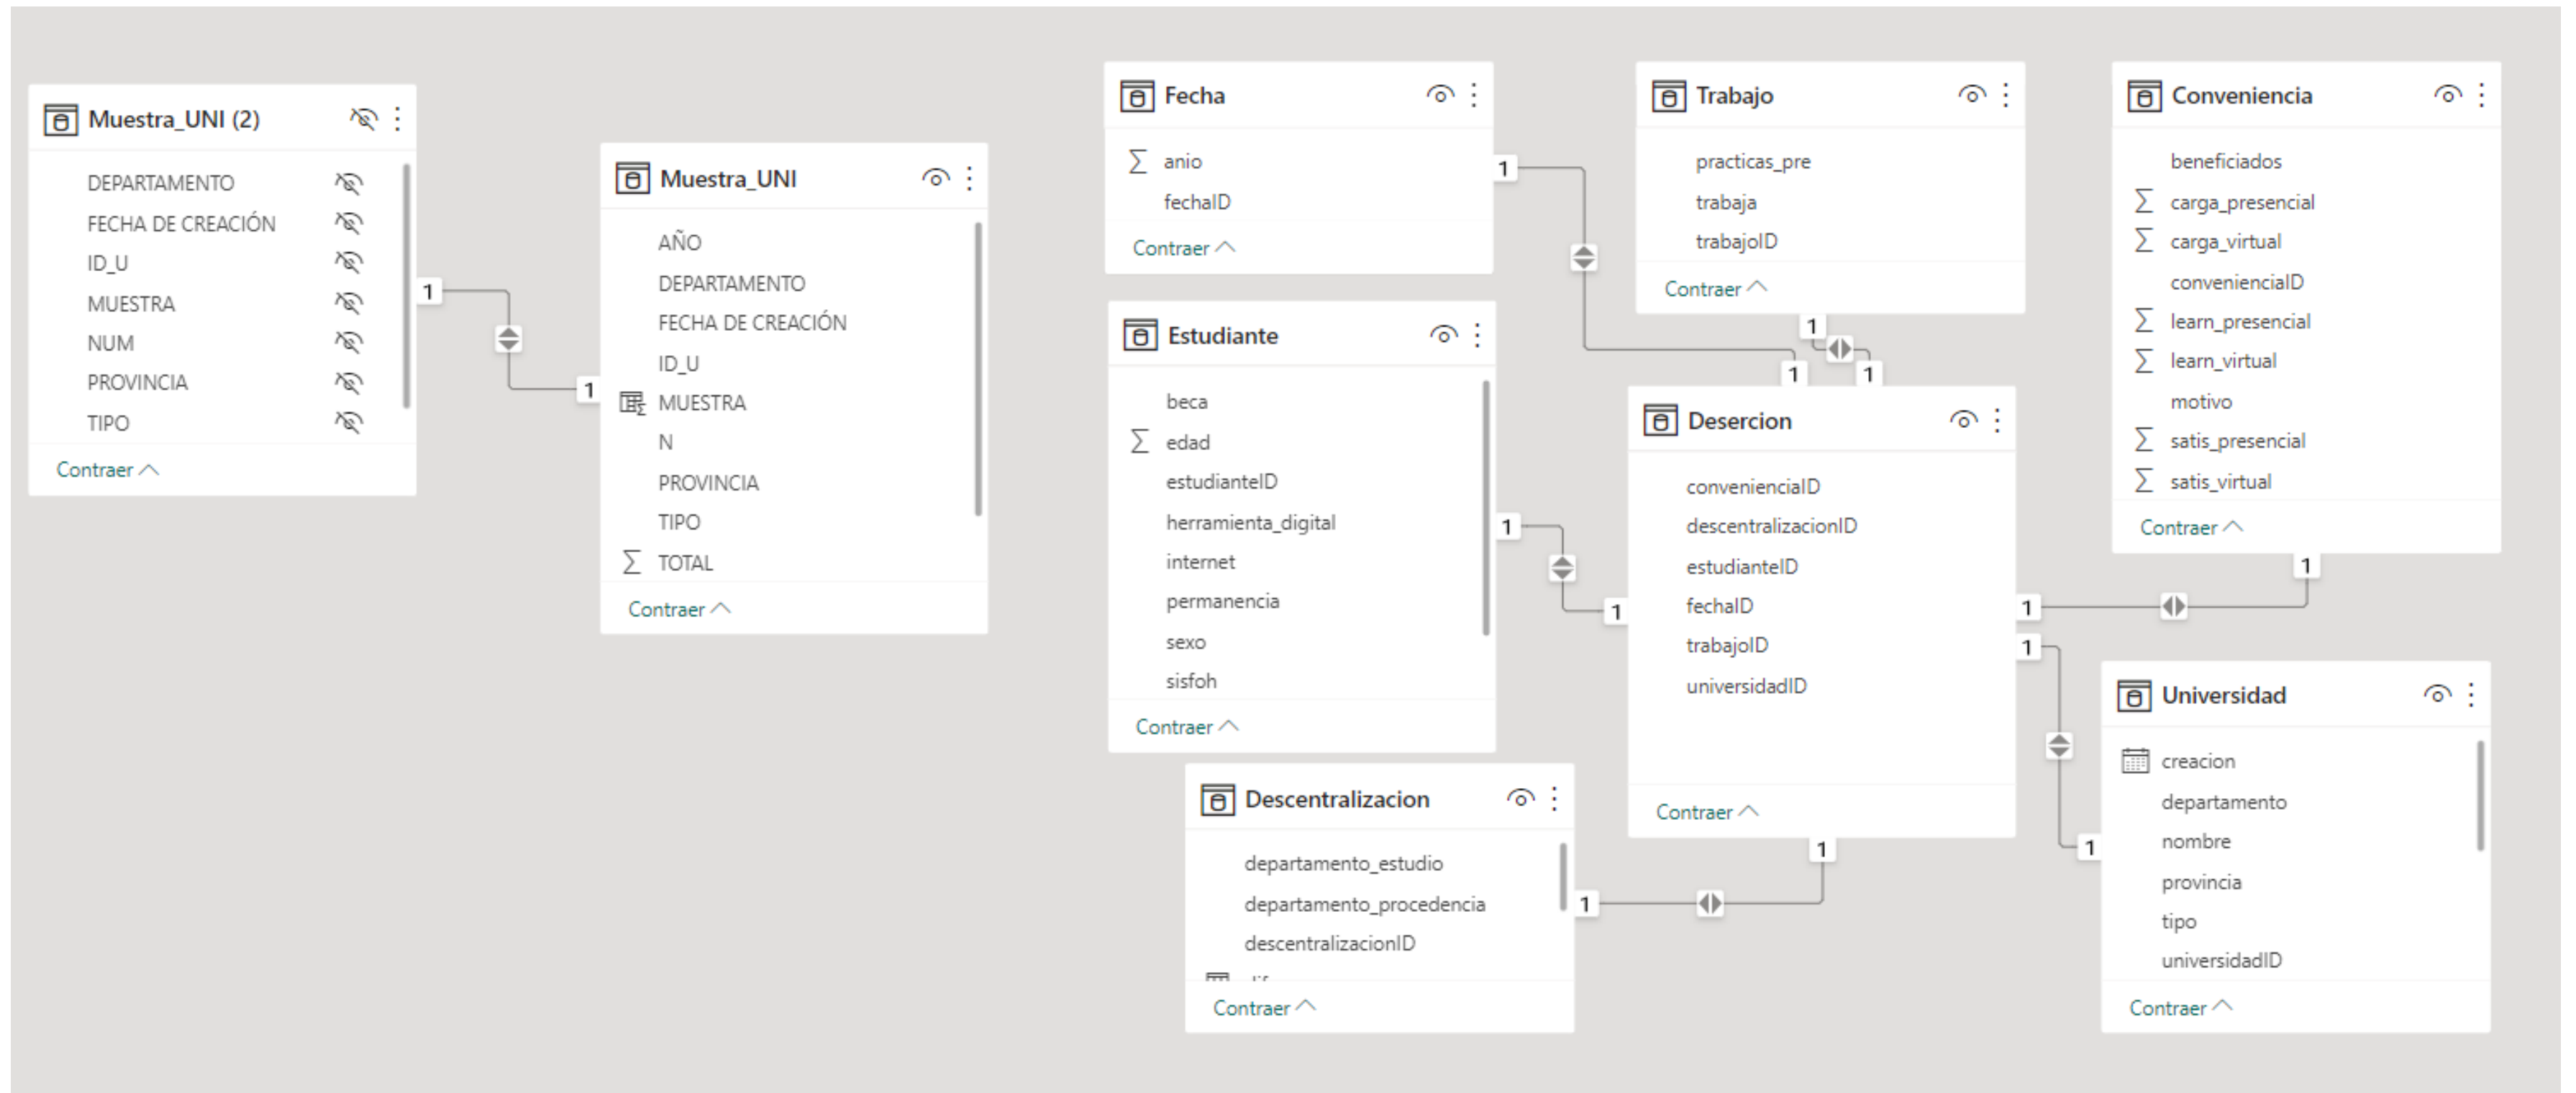 Muestra_UNI (2)
DEPARTAMENTO
FECHA DE CREACIÓN
ID_U
MUESTRA
NUM
PROVINCIA
TIPO
Contraer
1
1
Muestra_UNI
AÑO
DEPARTAMENTO
FECHA DE CREACIÓN
ID_U
MUESTRA
N
PROVINCIA
TIPO
TOTAL
Contraer
Fecha
anio
fechaID
Contraer
1
1
Estudiante
beca
edad
estudianteID
herramienta_digital
internet
permanencia
sexo
sisfoh
Contraer
1
1
Descentralizacion
departamento_estudio
departamento_procedencia
descentralizacionID
Contraer
1
1
Trabajo
practicas_pre
trabaja
trabajoID
Contraer
1
1
Desercion
convenienciaID
descentralizacionID
estudianteID
fechaID
trabajoID
universidadID
Contraer
Conveniencia
beneficiados
carga_presencial
carga_virtual
convenienciaID
learn_presencial
learn_virtual
motivo
satis_presencial
satis_virtual
Contraer
1
1
1
1
Universidad
creacion
departamento
nombre
provincia
tipo
universidadID
Contraer